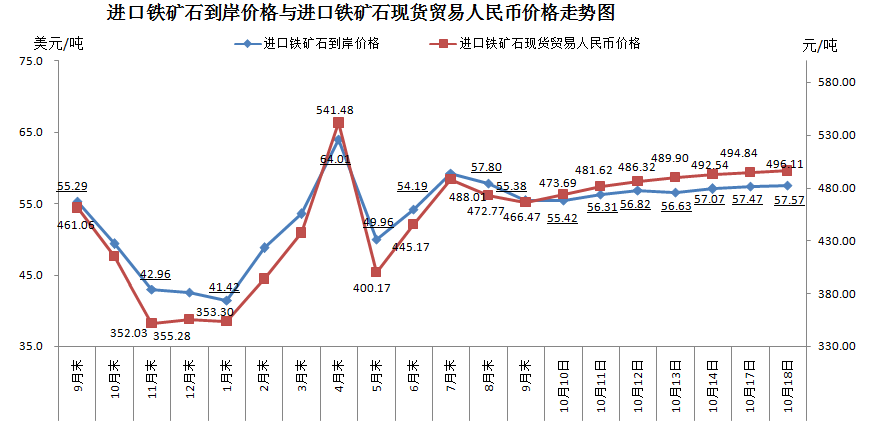 进口铁矿石到岸价格与进口铁矿石现货贸易人民币价格走势图
美元/吨
进口铁矿石到岸价格
进口铁矿石现货贸易人民币价格
元/吨
75.0
65.0
55.0
45.0
35.0
580.00
530.00
480.00
430.00
380.00
330.00
55.29
42.96
41.42
64.01
49.96
54.19
57.80
55.38
55.42
56.31
56.82
56.63
57.07
57.47
57.57
461.06
352.03
355.28
353.30
541.48
400.17
445.17
488.01
472.77
466.47
473.69
481.62
486.32
489.90
492.54
494.84
496.11
9月末
10月末
11月末
12月末
1月末
2月末
3月末
4月末
5月末
6月末
7月末
8月末
9月末
10月10日
10月11日
10月12日
10月13日
10月14日
10月17日
10月18日